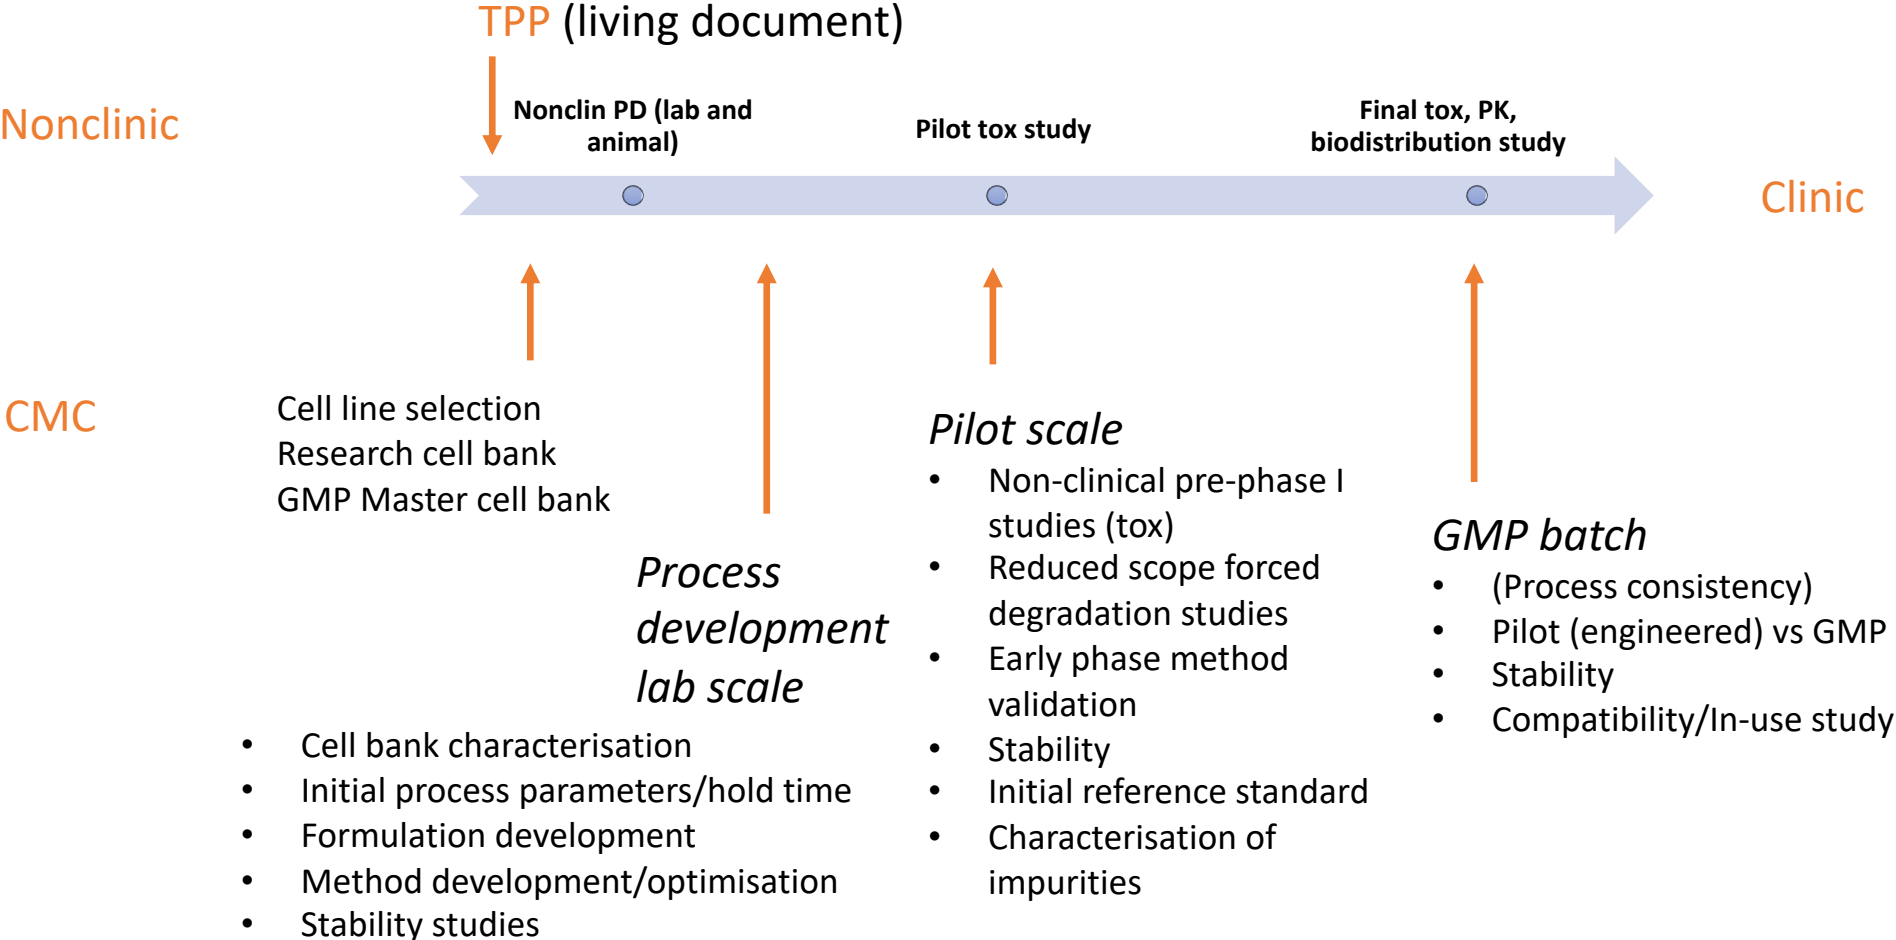 TPP (living document)
Nonclinic
Nonclin PD (lab and
animal)
Pilot tox study
Final tox, PK,
biodistribution study
Clinic
CMC
Cell line selection
Research cell bank
GMP Master cell bank
Process
development
lab scale
• Cell bank characterisation
• Initial process parameters/hold time
• Formulation development
• Method development/optimisation
• Stability studies
Pilot scale
• Non-clinical pre-phase I
studies (tox)
• Reduced scope forced
degradation studies
• Early phase method
validation
• Stability
• Initial reference standard
• Characterisation of
impurities
GMP batch
• (Process consistency)
• Pilot (engineered) vs GMP
• Stability
• Compatibility/In-use study